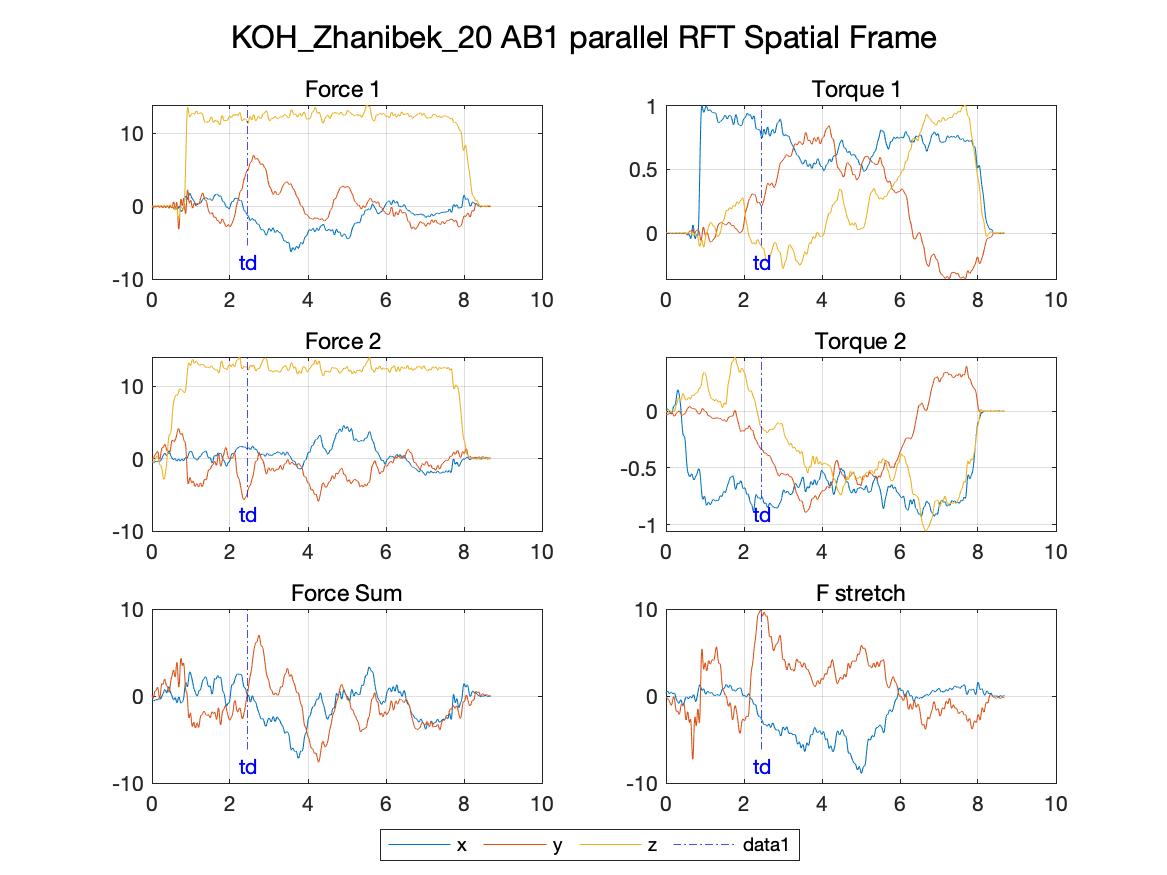 KOH_Zhanibek_20 AB1 parallel RFT Spatial Frame
Force 1
10
0
-10
td
0 2 4 6 8 10
Torque 1
1
0.5
0
td
0 2 4 6 8 10
Force 2
10
0
-10
td
0 2 4 6 8 10
Torque 2
0
-0.5
-1
td
0 2 4 6 8 10
Force Sum
10
0
-10
td
0 2 4 6 8 10
F stretch
10
0
-10
td
0 2 4 6 8 10
x y z data1